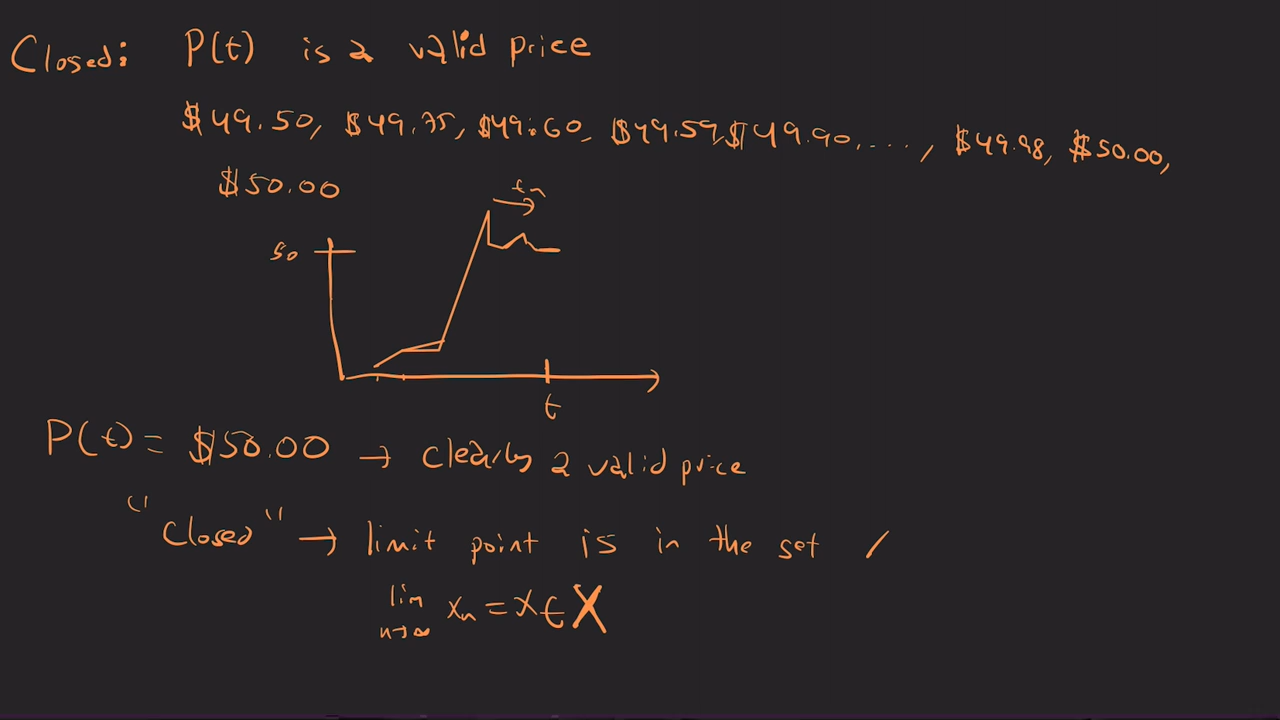 Closed: P(t) is a valid price
$49.50, $49.75, $49.60, $49.59, $49.90, ...., $49.98, $50.00,
$50.00
tn
50
t
P(t) = $50.00 → clearly a valid price
"Closed" → limit point is in the set /
lim xn = x ∈ X
n→∞